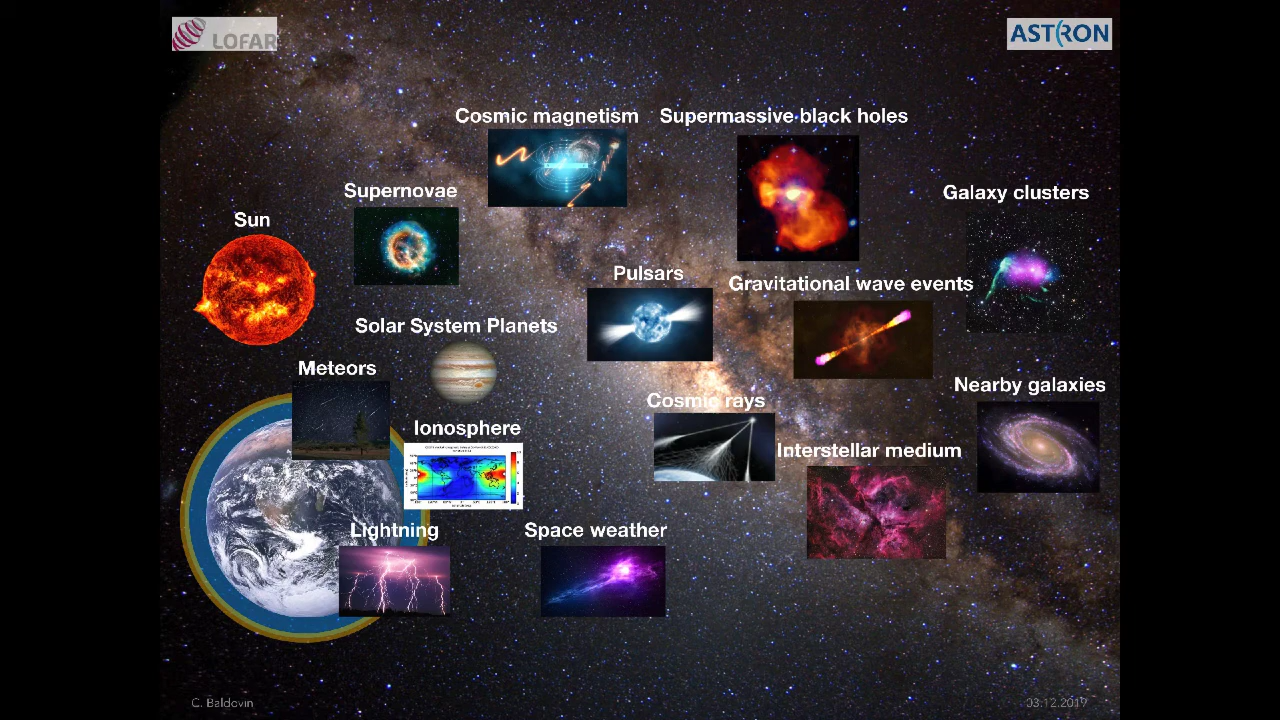 LOFAR
ASTRON
Cosmic magnetism
Supermassive black holes
Supernovae
Galaxy clusters
Sun
Pulsars
Gravitational wave events
Solar System Planets
Meteors
Nearby galaxies
Cosmic rays
Ionosphere
Interstellar medium
Lightning
Space weather
C. Baldovin
03.12.2019